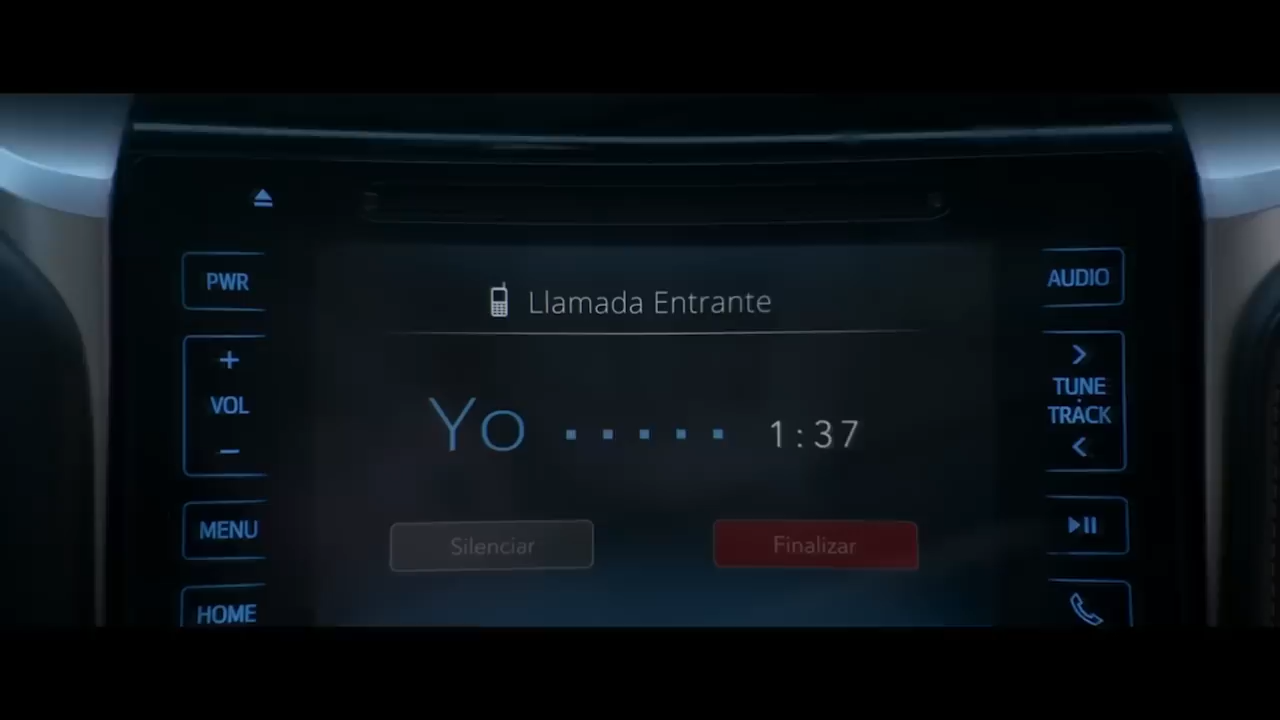 PWR
+
VOL
−
MENU
HOME
Llamada Entrante
Yo ..... 1:37
Silenciar
Finalizar
AUDIO
>
TUNE
TRACK
<